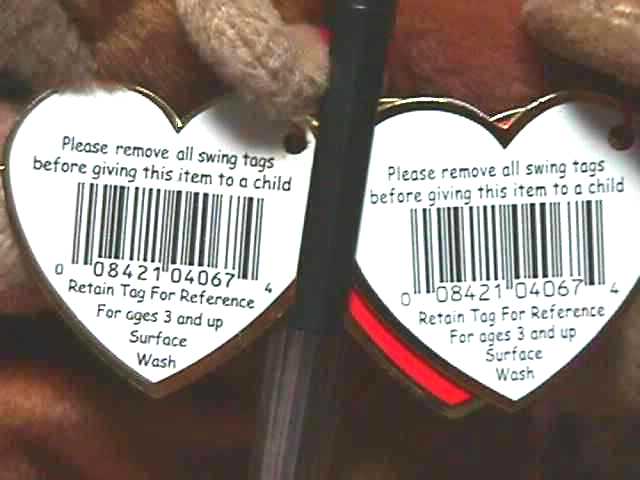 Please remove all swing tags
before giving this item to a child
0 08421 04067 4
Retain Tag For Reference
For ages 3 and up
Surface
Wash
Please remove all swing tags
before giving this item to a child
0 08421 04067 4
Retain Tag For Reference
For ages 3 and up
Surface
Wash